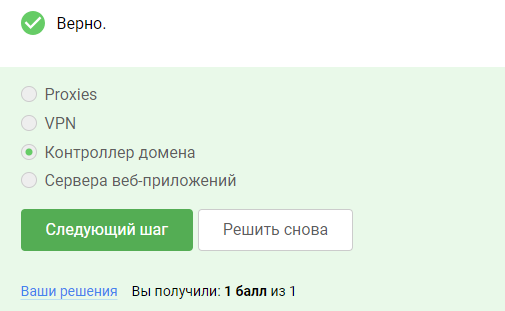 Верно.
Proxies
VPN
Контроллер домена
Сервера веб-приложений
Следующий шаг Решить снова
Ваши решения Вы получили: 1 балл из 1